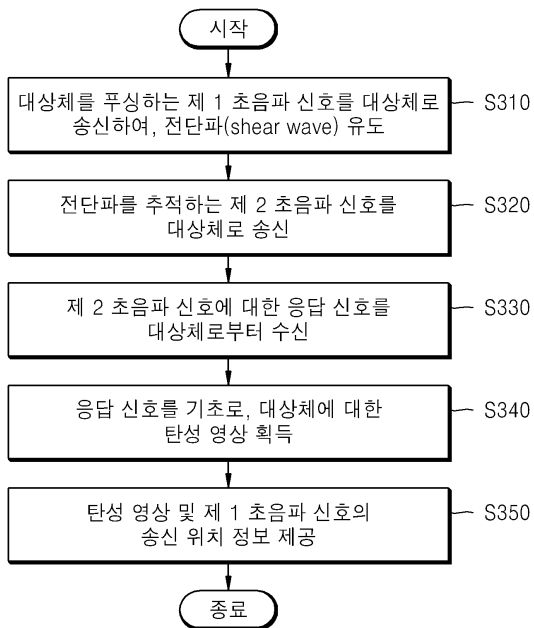 시작
대상체를 푸싱하는 제 1 초음파 신호를 대상체로
송신하여, 전단파(shear wave) 유도
S310
전단파를 추적하는 제 2 초음파 신호를
대상체로 송신
S320
제 2 초음파 신호에 대한 응답 신호를
대상체로부터 수신
S330
응답 신호를 기초로, 대상체에 대한
탄성 영상 획득
S340
탄성 영상 및 제 1 초음파 신호의
송신 위치 정보 제공
S350
종료